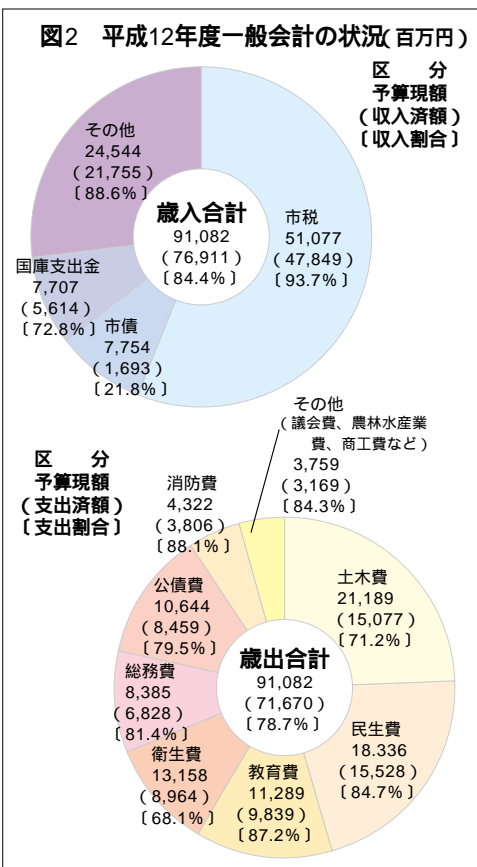 図2　平成12年度一般会計の状況(百万円)
区　　分
予算現額
(収入済額)
〔収入割合〕
その他
24,544
(21,755)
〔88.6%〕
歳入合計
91,082
(76,911)
〔84.4%〕
市税
51,077
(47,849)
〔93.7%〕
国庫支出金
7,707
(5,614)
〔72.8%〕
市債
7,754
(1,693)
〔21.8%〕
その他
(議会費、農林水産業
費、商工費など)
3,759
(3,169)
〔84.3%〕
区　　分
予算現額
(支出済額)
〔支出割合〕
消防費
4,322
(3,806)
〔88.1%〕
土木費
21,189
(15,077)
〔71.2%〕
公債費
10,644
(8,459)
〔79.5%〕
歳出合計
91,082
(71,670)
〔78.7%〕
総務費
8,385
(6,828)
〔81.4%〕
民生費
18.336
(15,528)
〔84.7%〕
衛生費
13,158
(8,964)
〔68.1%〕
教育費
11,289
(9,839)
〔87.2%〕